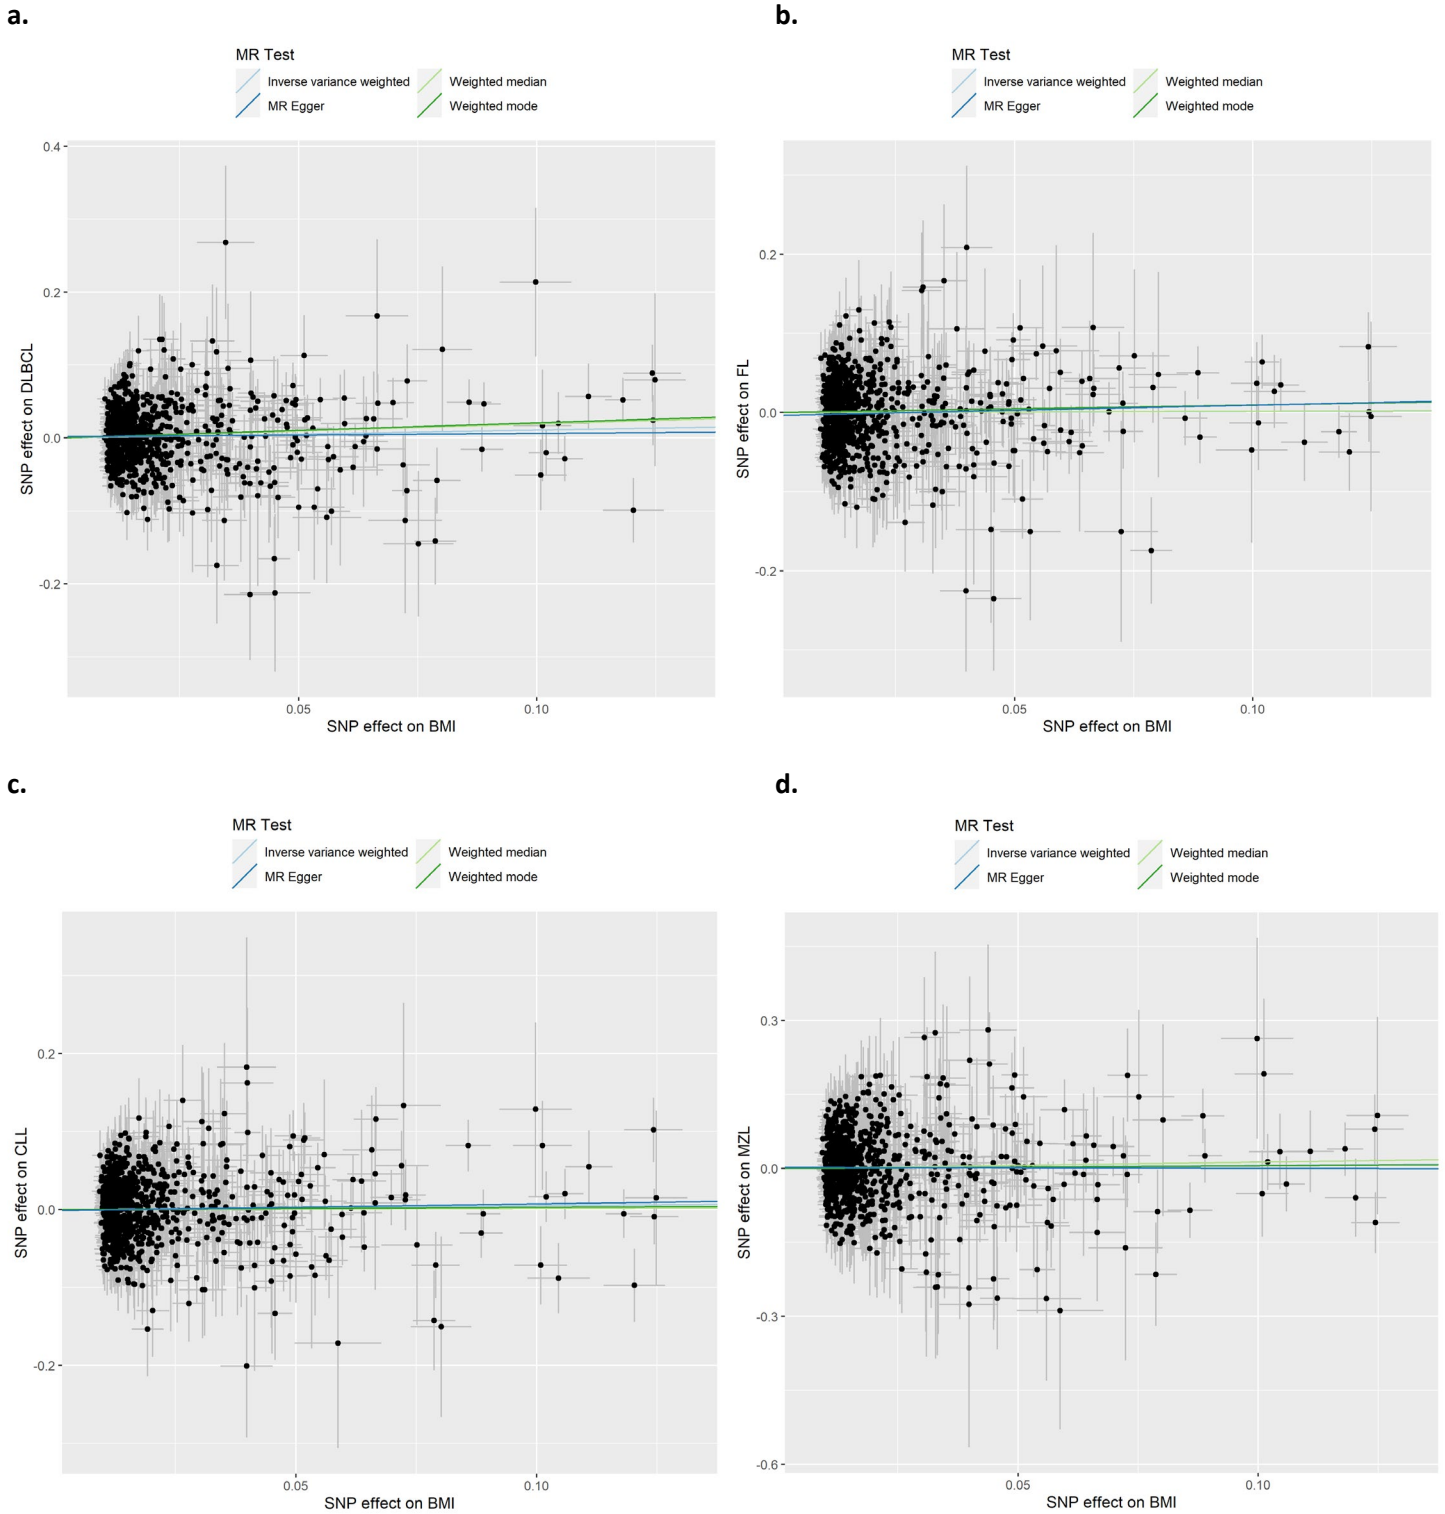 a.
MR Test
Inverse variance weighted
Weighted median
MR Egger
Weighted mode
0.4
0.2
0.0
-0.2
SNP effect on DLBCL
0.05
0.10
SNP effect on BMI
b.
MR Test
Inverse variance weighted
Weighted median
MR Egger
Weighted mode
0.2
0.0
-0.2
SNP effect on FL
0.05
0.10
SNP effect on BMI
c.
MR Test
Inverse variance weighted
Weighted median
MR Egger
Weighted mode
0.2
0.0
-0.2
SNP effect on CLL
0.05
0.10
SNP effect on BMI
d.
MR Test
Inverse variance weighted
Weighted median
MR Egger
Weighted mode
0.3
0.0
-0.3
-0.6
SNP effect on MZL
0.05
0.10
SNP effect on BMI